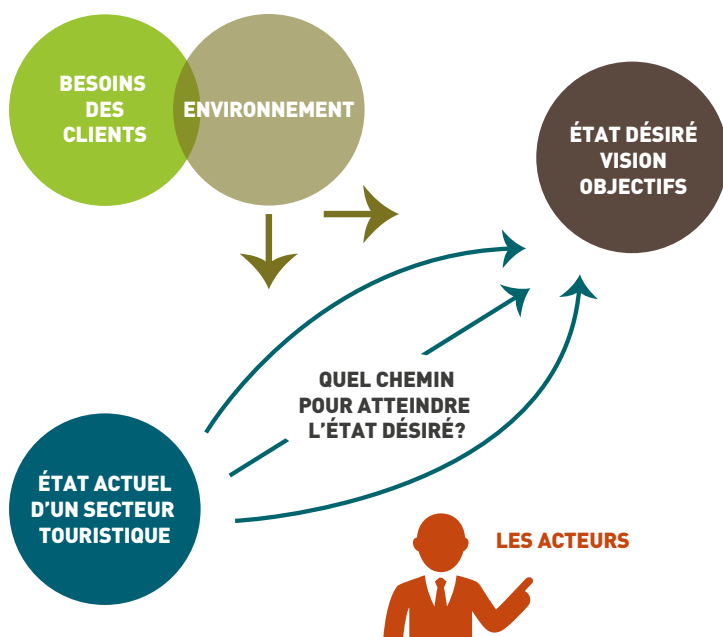 BESOINS
DES
CLIENTS
ENVIRONNEMENT
ÉTAT DÉSIRÉ
VISION
OBJECTIFS
QUEL CHEMIN
POUR ATTEINDRE
L'ÉTAT DÉSIRÉ?
ÉTAT ACTUEL
D'UN SECTEUR
TOURISTIQUE
LES ACTEURS